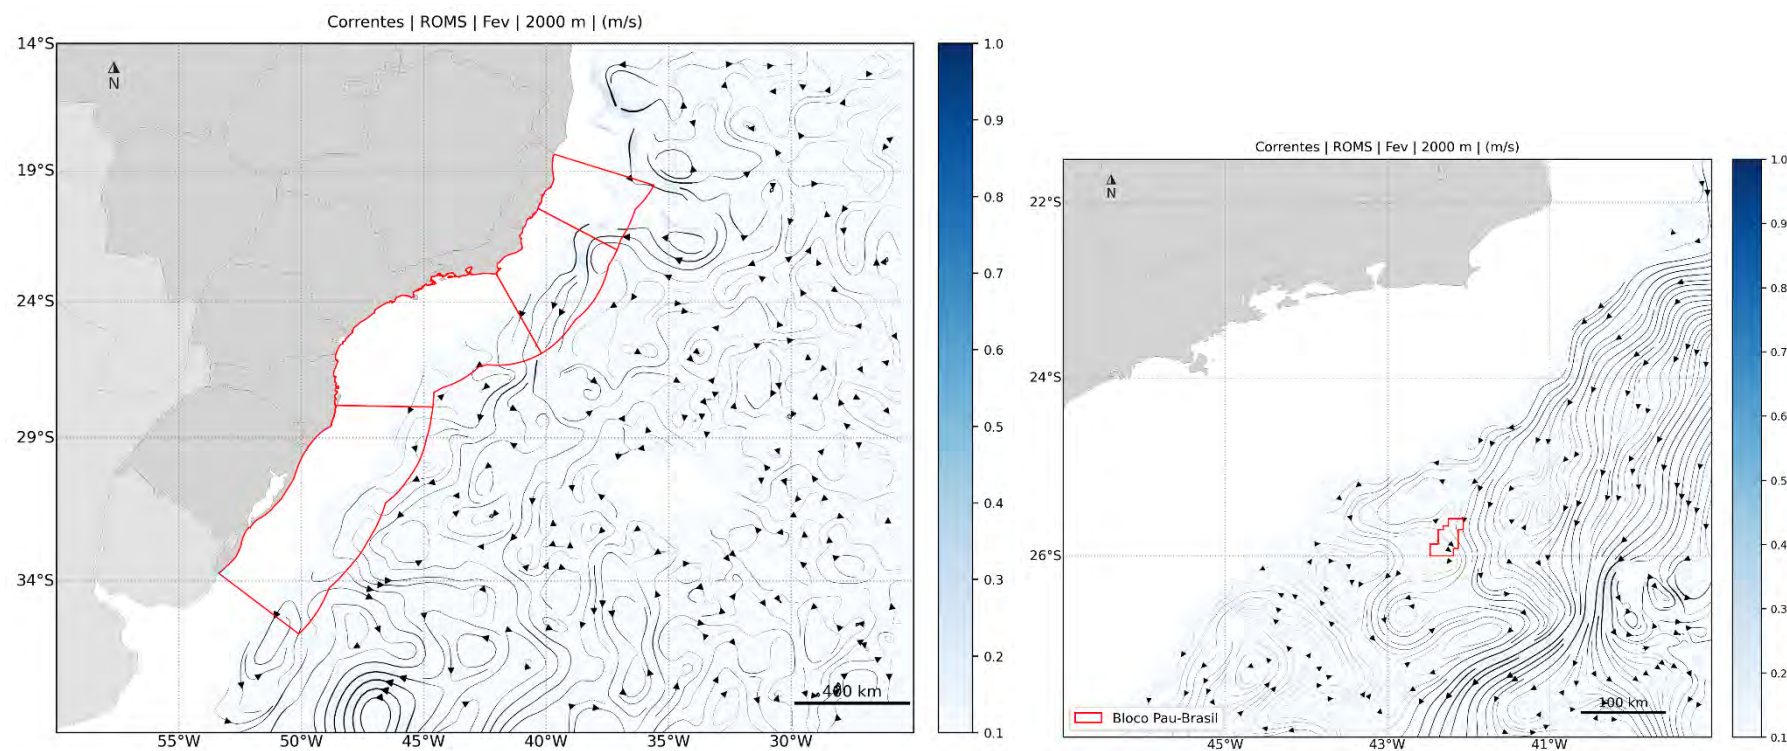 Correntes | ROMS | Fev | 2000 m | (m/s)
14°S
19°S
24°S
29°S
34°S
N
55°W
50°W
45°W
40°W
35°W
30°W
400 km
1.0
0.9
0.8
0.7
0.6
0.5
0.4
0.3
0.2
0.1
Correntes | ROMS | Fev | 2000 m | (m/s)
22°S
24°S
26°S
N
Bloco Pau-Brasil
45°W
43°W
41°W
100 km
1.0
0.9
0.8
0.7
0.6
0.5
0.4
0.3
0.2
0.1